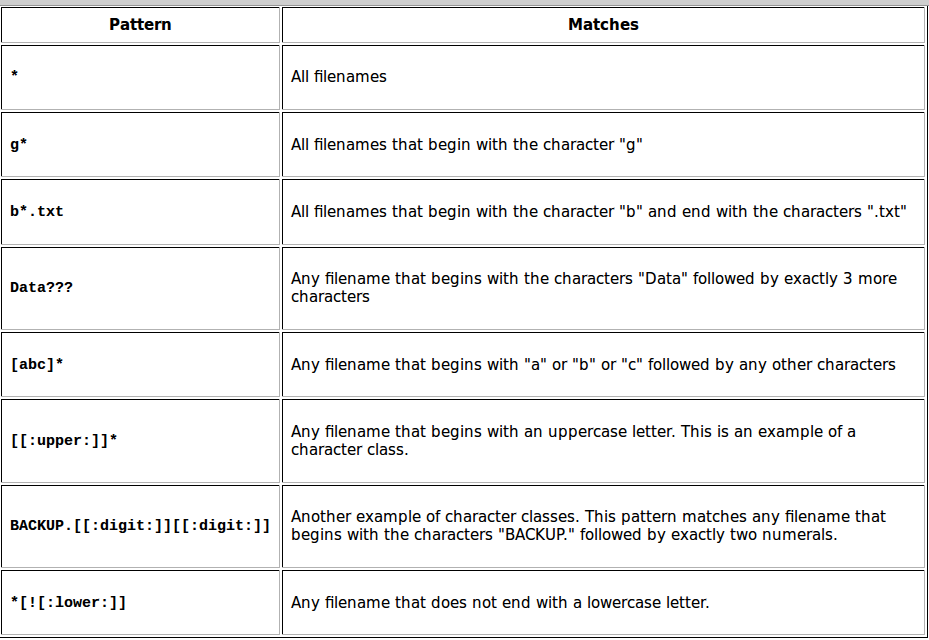 Pattern Matches
* All filenames
g* All filenames that begin with the character "g"
b*.txt All filenames that begin with the character "b" and end with the characters ".txt"
Data??? Any filename that begins with the characters "Data" followed by exactly 3 more
characters
[abc]* Any filename that begins with "a" or "b" or "c" followed by any other characters
[[:upper:]]* Any filename that begins with an uppercase letter. This is an example of a
character class.
BACKUP.[[:digit:]][[:digit:]] Another example of character classes. This pattern matches any filename that
begins with the characters "BACKUP." followed by exactly two numerals.
*[![:lower:]] Any filename that does not end with a lowercase letter.